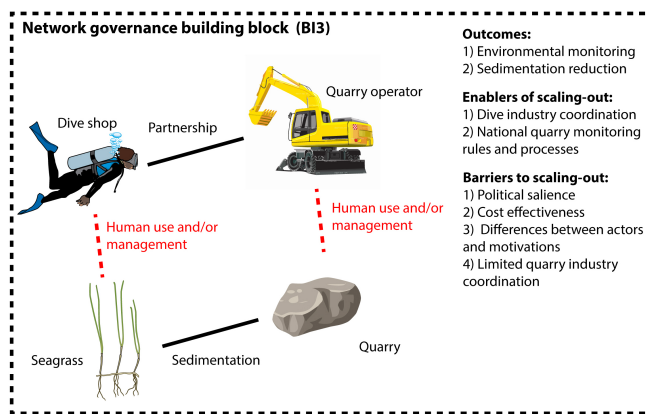 Network governance building block (BI3)
Quarry operator
Dive shop
Partnership
Human use and/or
management
Human use and/or
management
Seagrass
Sedimentation
Quarry
Outcomes:
1) Environmental monitoring
2) Sedimentation reduction
Enablers of scaling-out:
1) Dive industry coordination
2) National quarry monitoring
rules and processes
Barriers to scaling-out:
1) Political salience
2) Cost effectiveness
3) Differences between actors
and motivations
4) Limited quarry industry
coordination